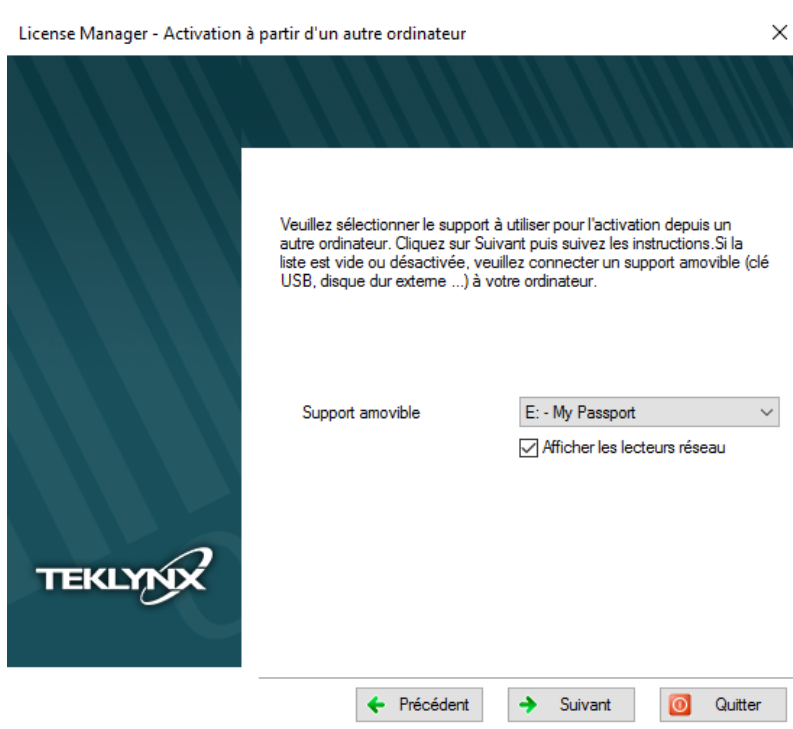 License Manager - Activation à partir d'un autre ordinateur
Veuillez sélectionner le support à utiliser pour l'activation depuis un
autre ordinateur. Cliquez sur Suivant puis suivez les instructions.Si la
liste est vide ou désactivée, veuillez connecter un support amovible (clé
USB, disque dur externe ...) à votre ordinateur.
Support amovible
E: - My Passport
Afficher les lecteurs réseau
TEKLYNX
Précédent
Suivant
Quitter